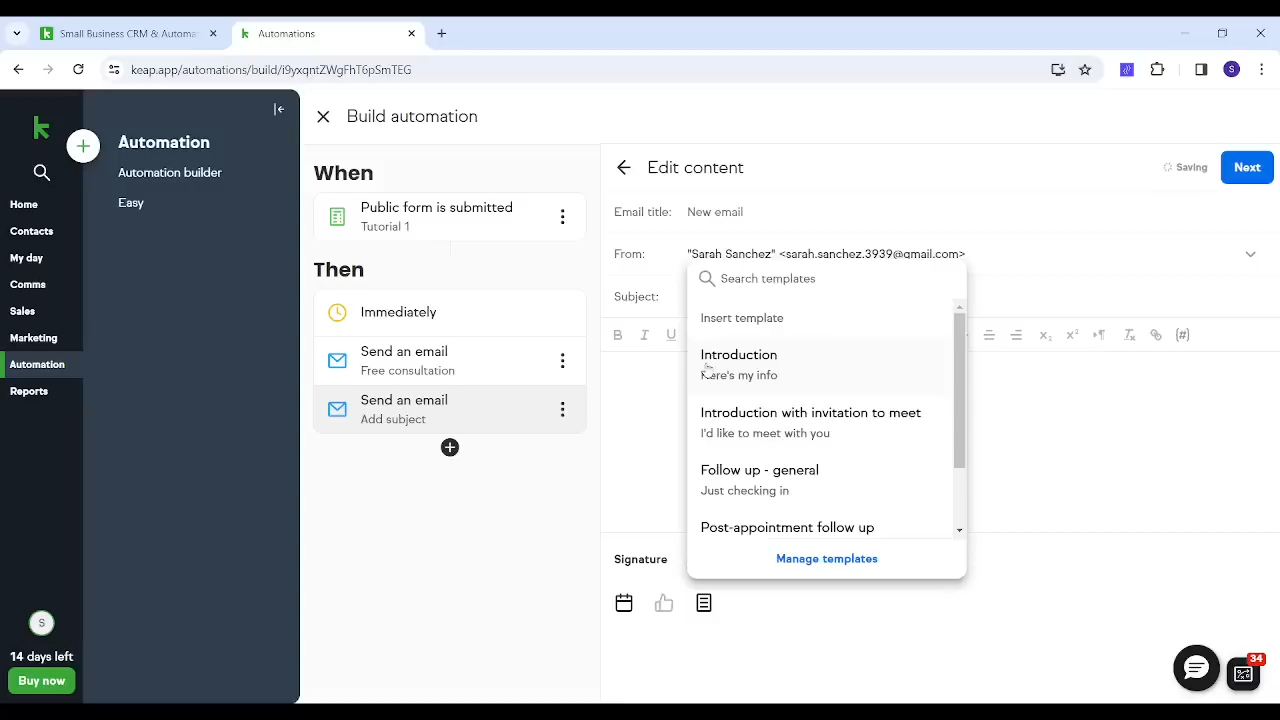 Small Business CRM & Automa
Automations
keap.app/automations/build/i9yxqntZWgFhT6pSmTEG
S
Automation
Automation builder
Easy
Home
Contacts
My day
Comms
Sales
Marketing
Automation
Reports
S
14 days left
Buy now
Build automation
When
Public form is submitted
Tutorial 1
Then
Immediately
Send an email
Free consultation
Send an email
Add subject
Edit content
Saving
Next
Email title: New email
From: "Sarah Sanchez" <sarah.sanchez.3939@gmail.com>
Subject:
B I U
Search templates
Insert template
Introduction
Here's my info
Introduction with invitation to meet
I'd like to meet with you
Follow up - general
Just checking in
Post-appointment follow up
Manage templates
Signature
34